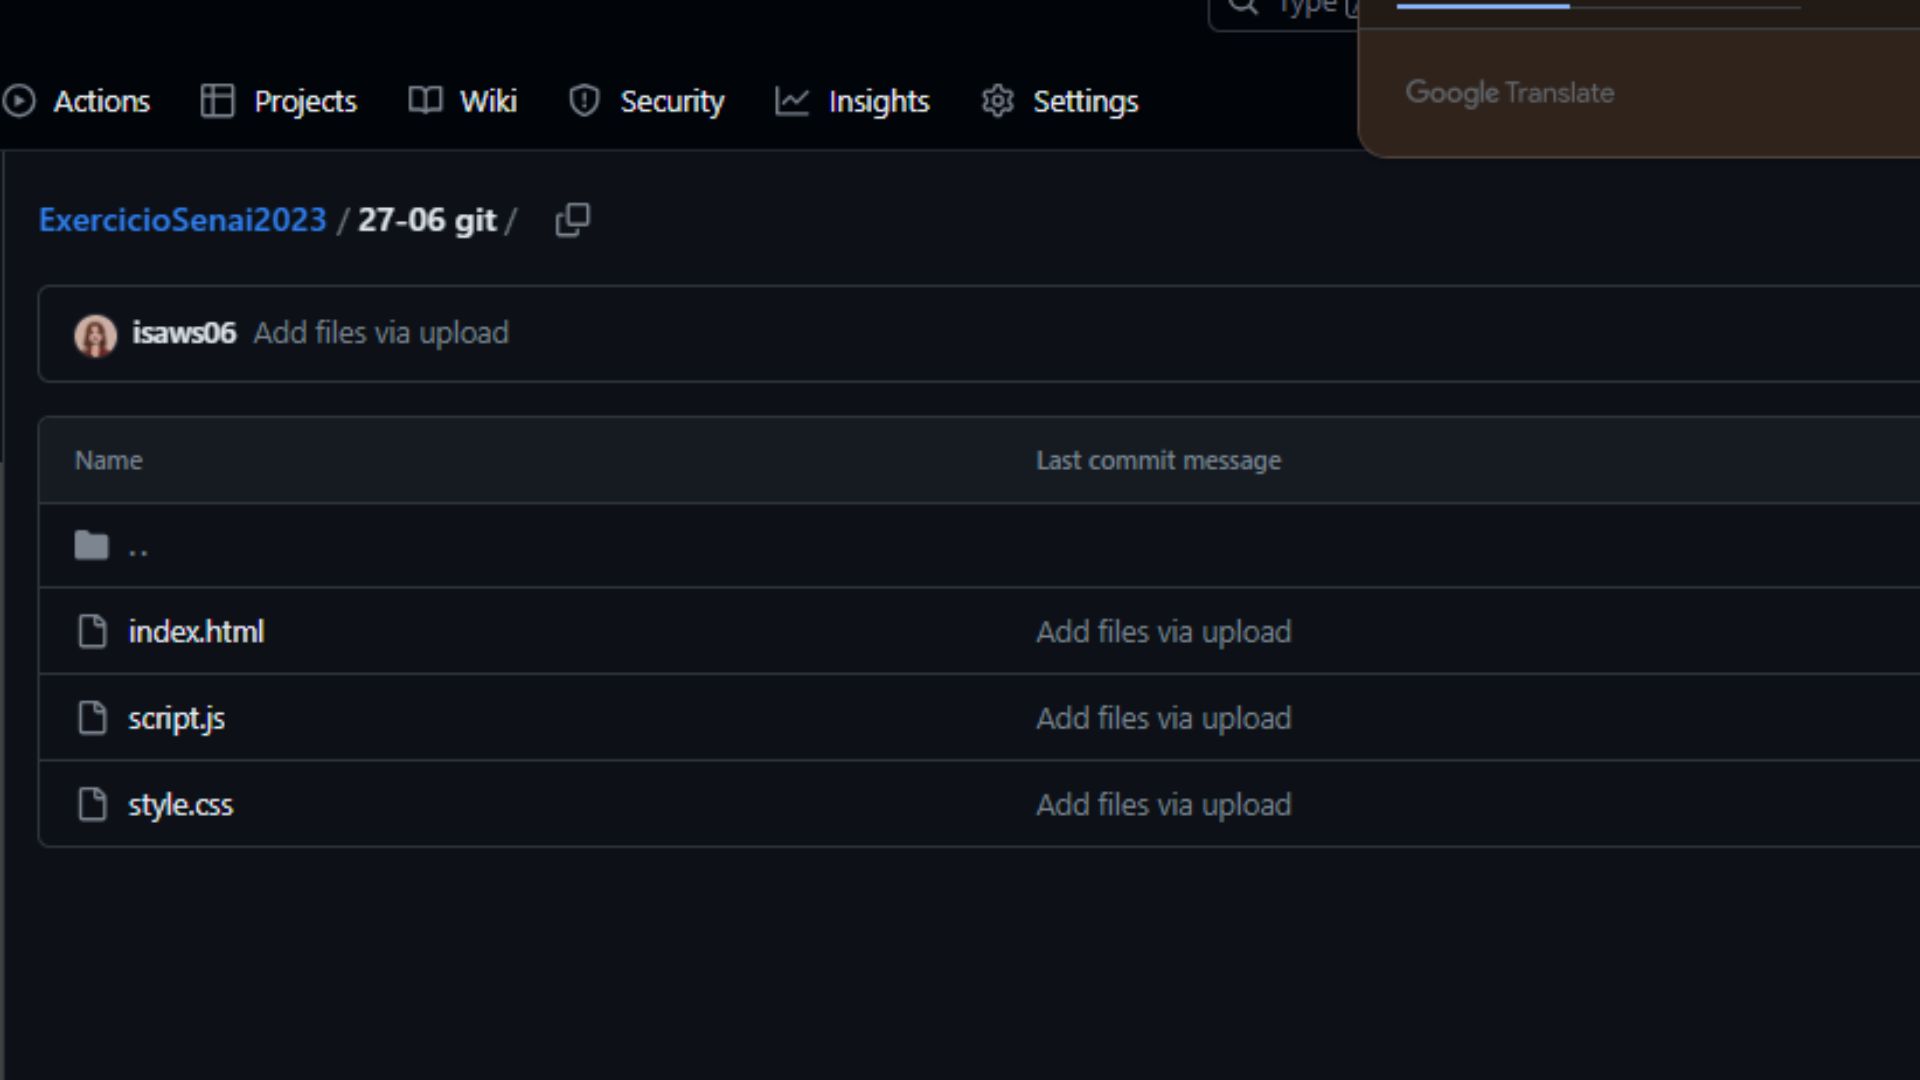 Type
Google Translate
Actions Projects Wiki Security Insights Settings
ExercicioSenai2023 / 27-06 git /
isaws06 Add files via upload
Name Last commit message
..
index.html Add files via upload
script.js Add files via upload
style.css Add files via upload